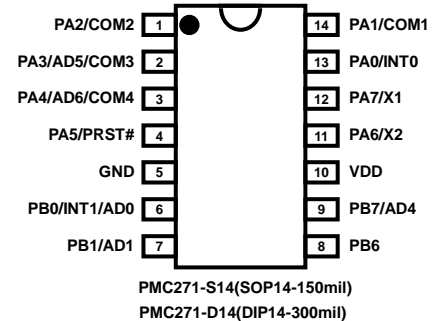 PA2/COM2 1 14 PA1/COM1
PA3/AD5/COM3 2 13 PA0/INT0
PA4/AD6/COM4 3 12 PA7/X1
PA5/PRST# 4 11 PA6/X2
GND 5 10 VDD
PB0/INT1/AD0 6 9 PB7/AD4
PB1/AD1 7 8 PB6
PMC271-S14(SOP14-150mil)
PMC271-D14(DIP14-300mil)